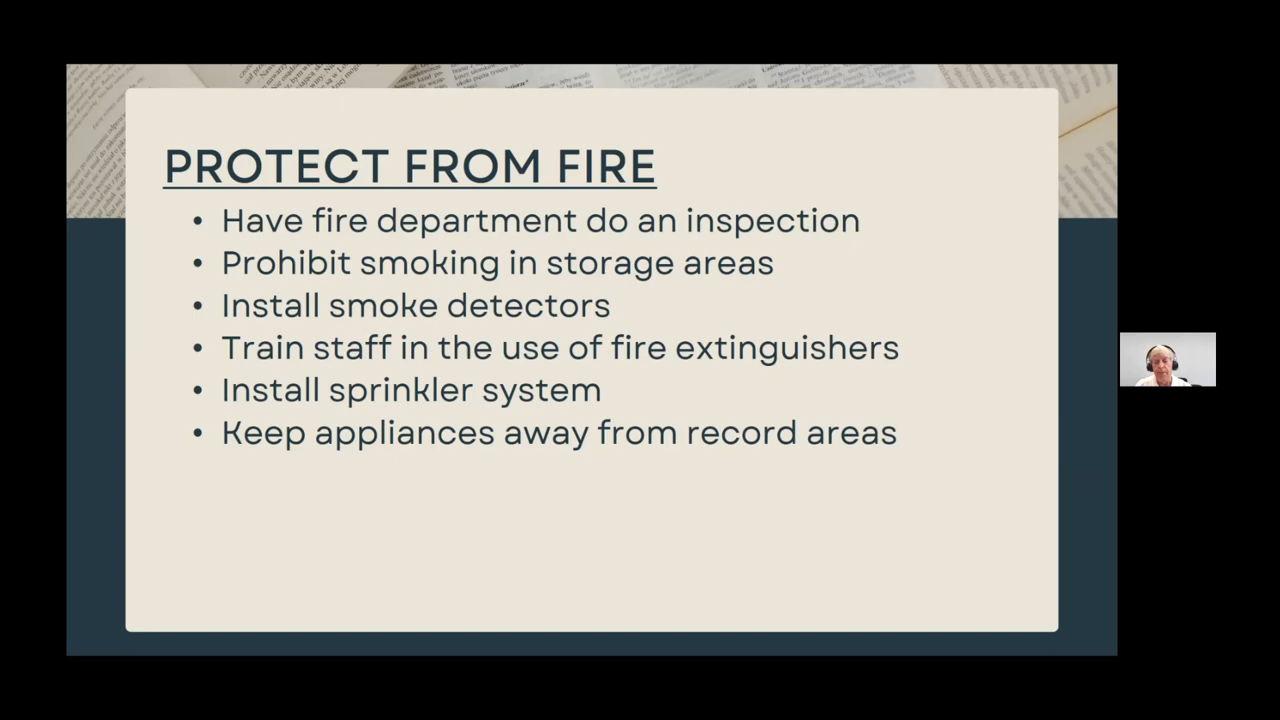 PROTECT FROM FIRE
• Have fire department do an inspection
• Prohibit smoking in storage areas
• Install smoke detectors
• Train staff in the use of fire extinguishers
• Install sprinkler system
• Keep appliances away from record areas